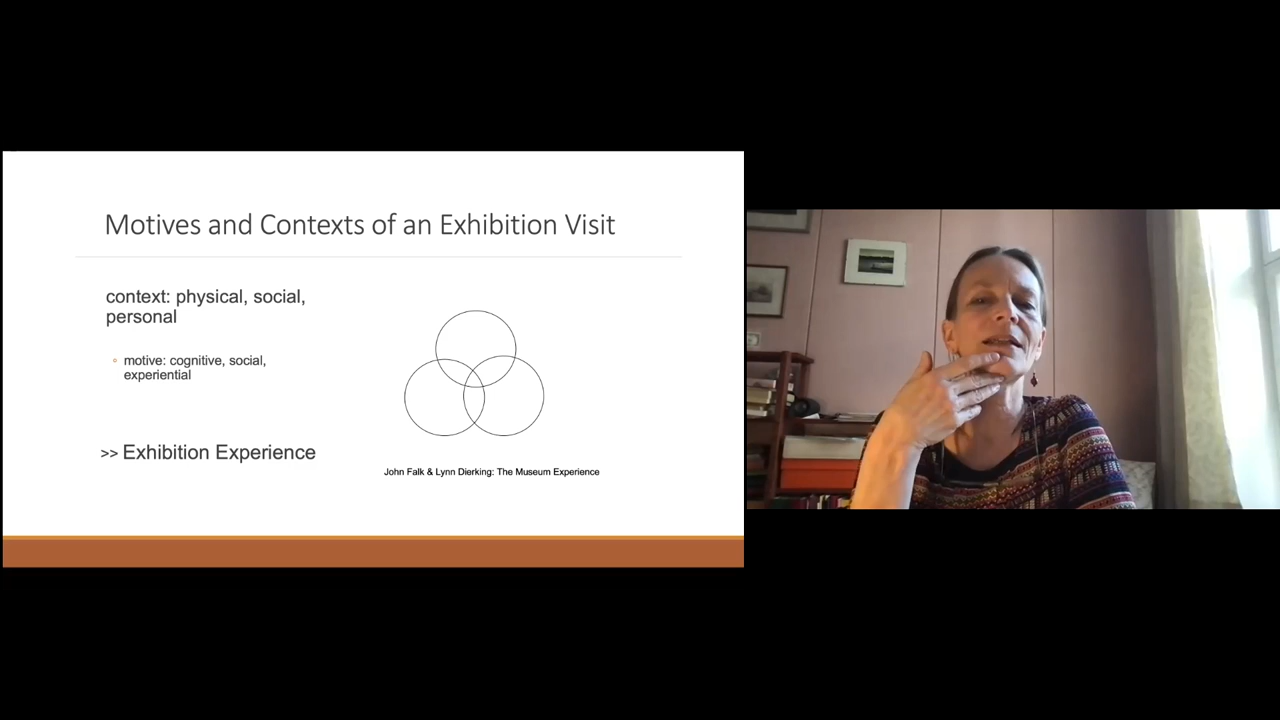 Motives and Contexts of an Exhibition Visit
context: physical, social,
personal
◦ motive: cognitive, social,
experiential
>> Exhibition Experience
John Falk & Lynn Dierking: The Museum Experience